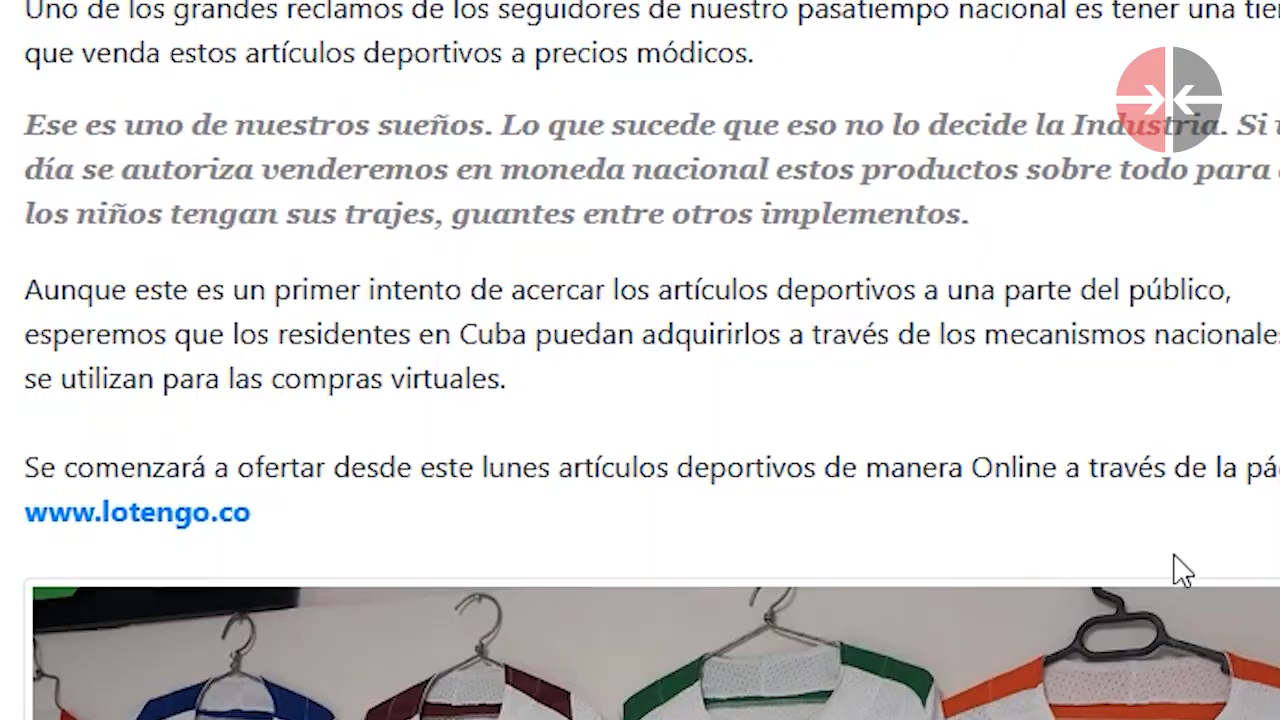 Uno de los grandes reclamos de los seguidores de nuestro pasatiempo nacional es tener una
que venda estos artículos deportivos a precios módicos.
Ese es uno de nuestros sueños. Lo que sucede que eso no lo decide la Industria. Si
día se autoriza venderemos en moneda nacional estos productos sobre todo para
los niños tengan sus trajes, guantes entre otros implementos.
Aunque este es un primer intento de acercar los artículos deportivos a una parte del público,
esperemos que los residentes en Cuba puedan adquirirlos a través de los mecanismos nacionales
se utilizan para las compras virtuales.
Se comenzará a ofertar desde este lunes artículos deportivos de manera Online a través de la
www.lotengo.co